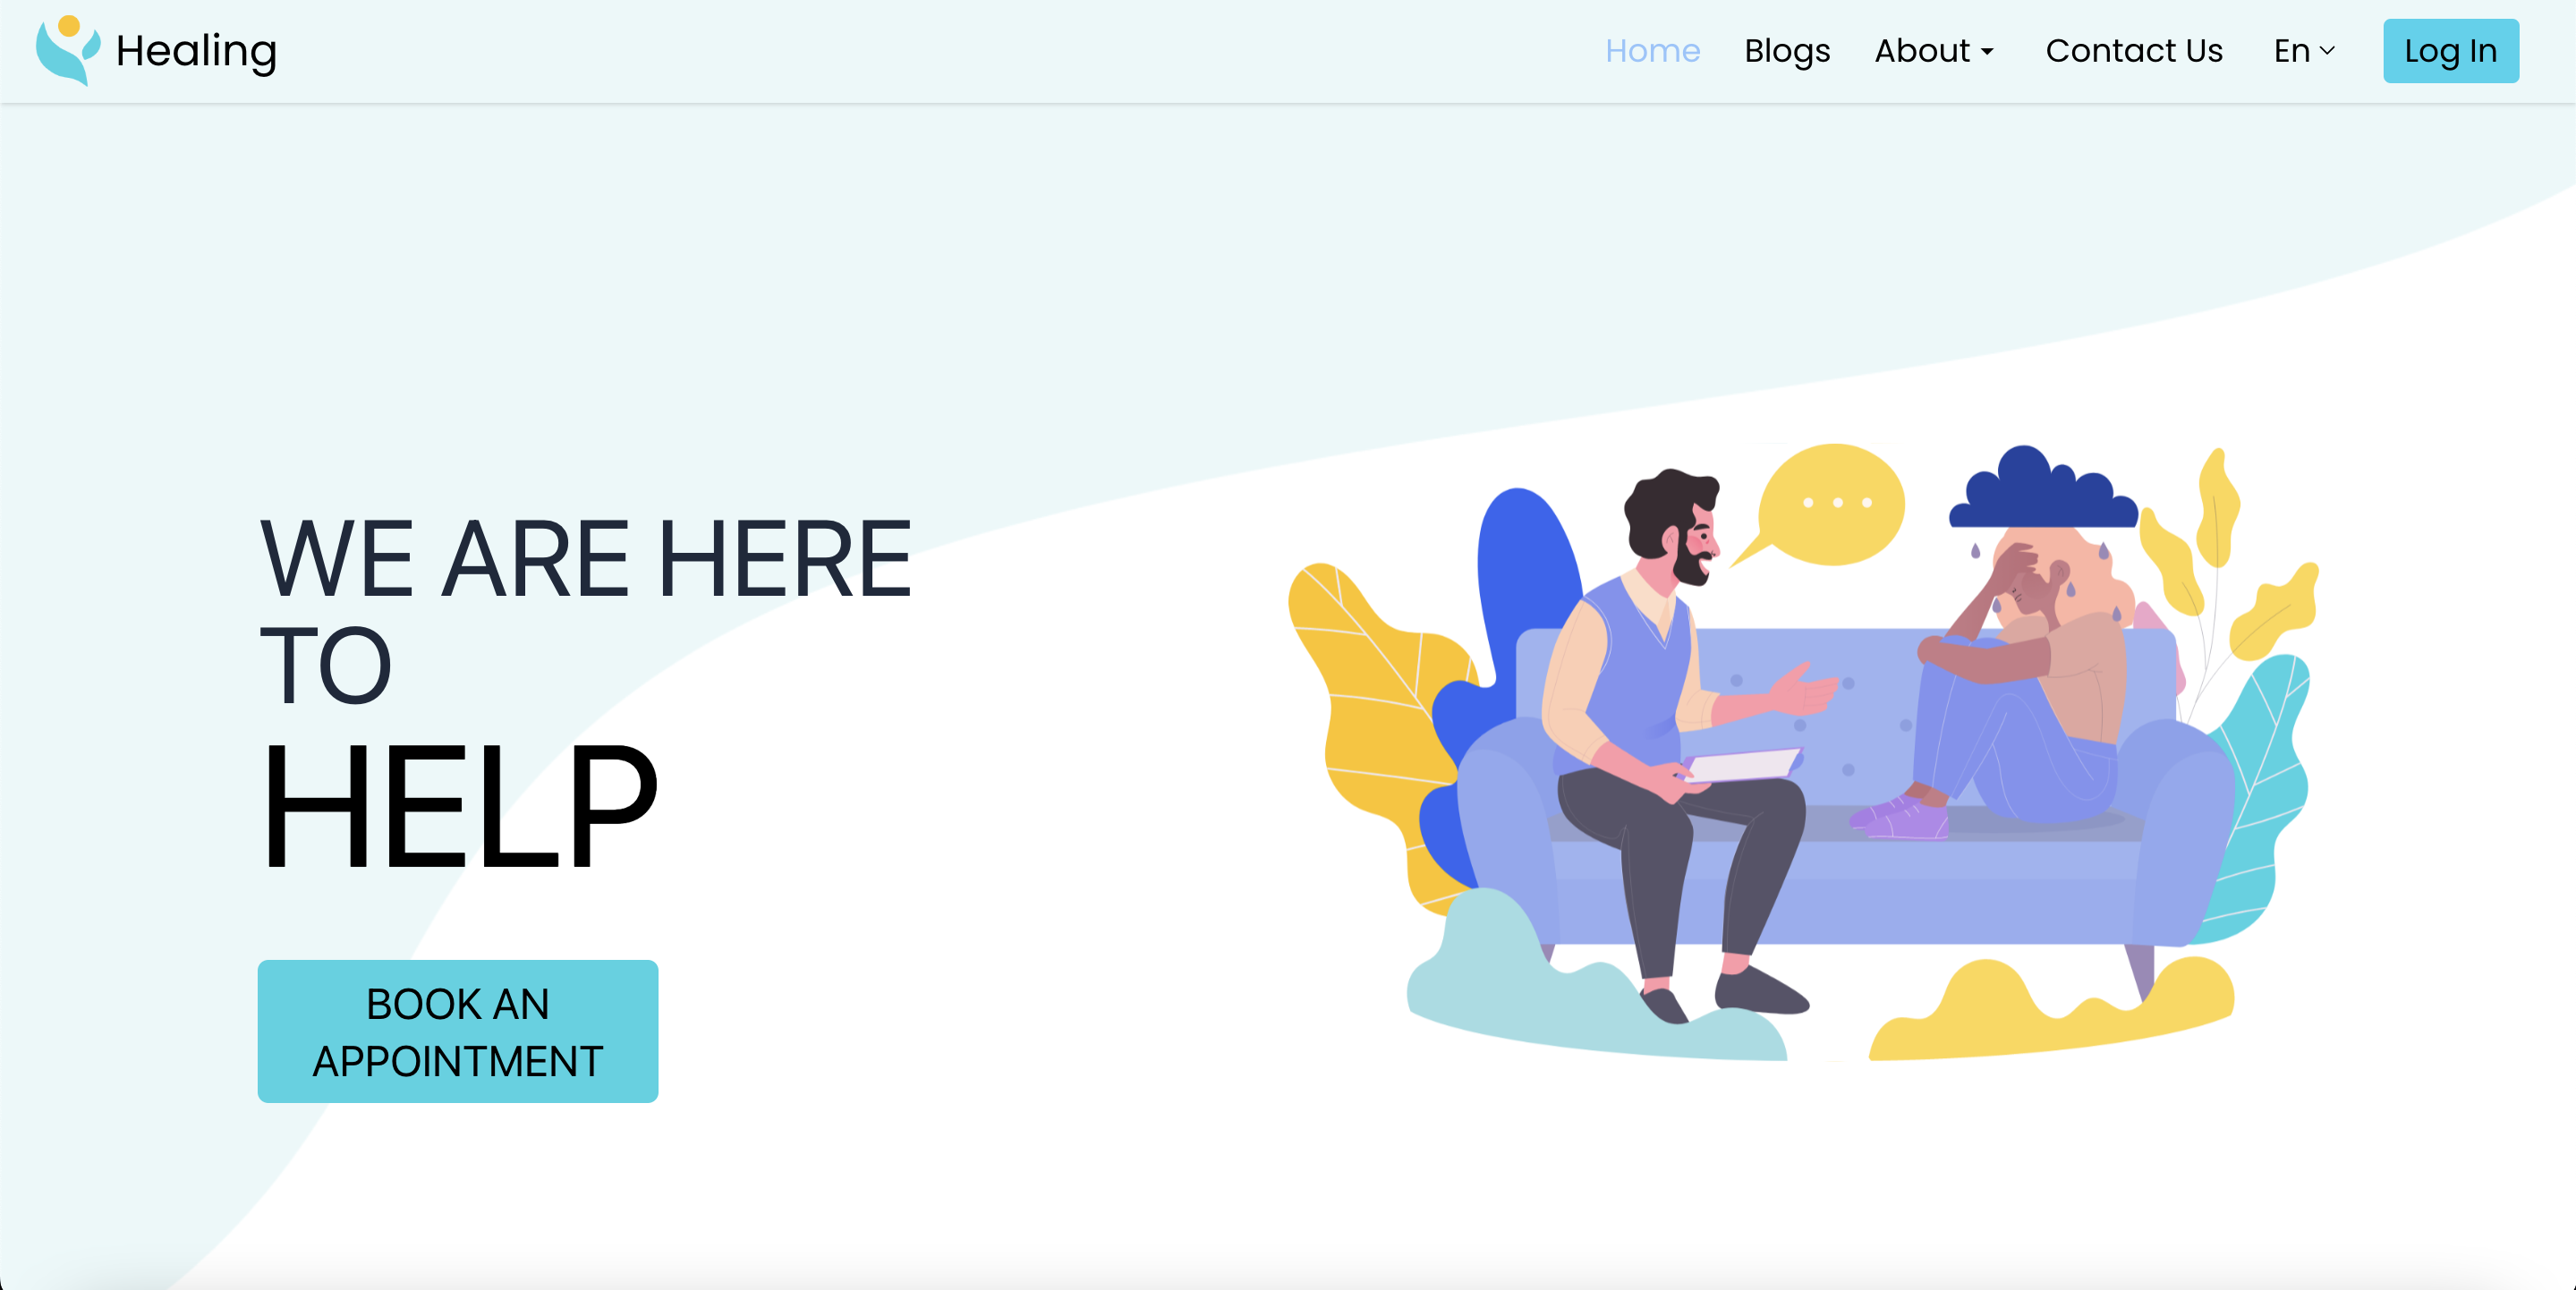 Healing
Home Blogs About Contact Us En Log In
WE ARE HERE
TO
HELP
BOOK AN
APPOINTMENT